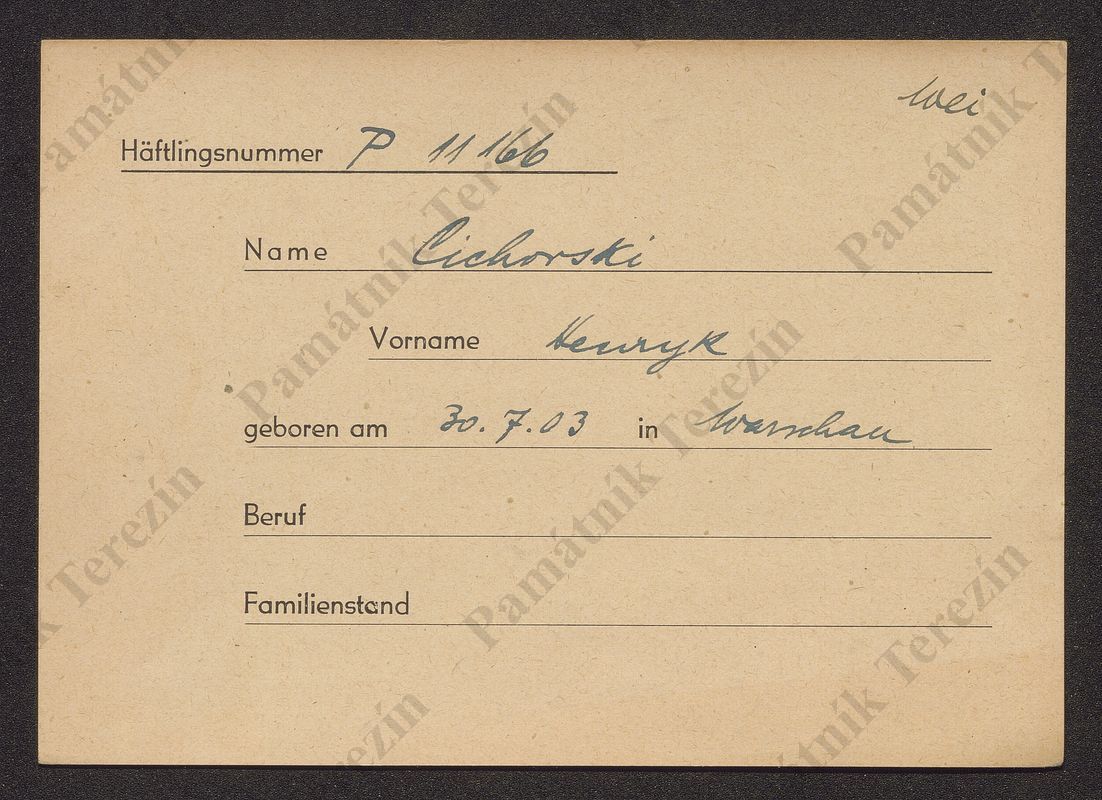 Wei
Häftlingsnummer P 11166
Name Cichorski
Vorname Henryk
geboren am 30.7.03 in Warschau
Beruf
Familienstand
Památník Terezín